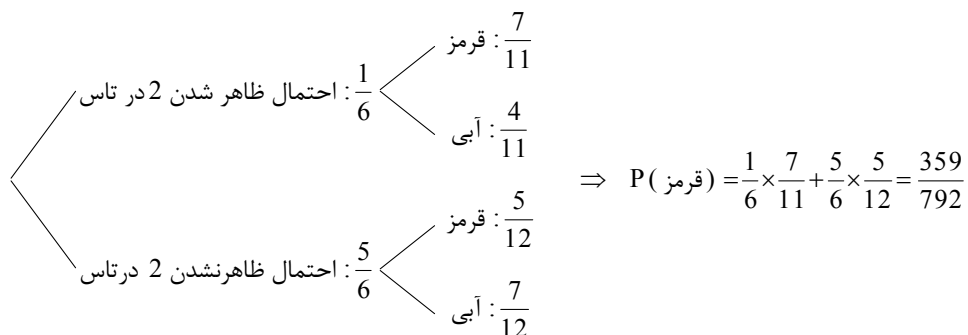 قرمز : 7/11
احتمال ظاهر شدن 2 در تاس : 1/6
آبی : 4/11
⇒ P( قرمز ) = 1/6 × 7/11 + 5/6 × 5/12 = 359/792
قرمز : 5/12
احتمال ظاهرنشدن 2 درتاس : 5/6
آبی : 7/12